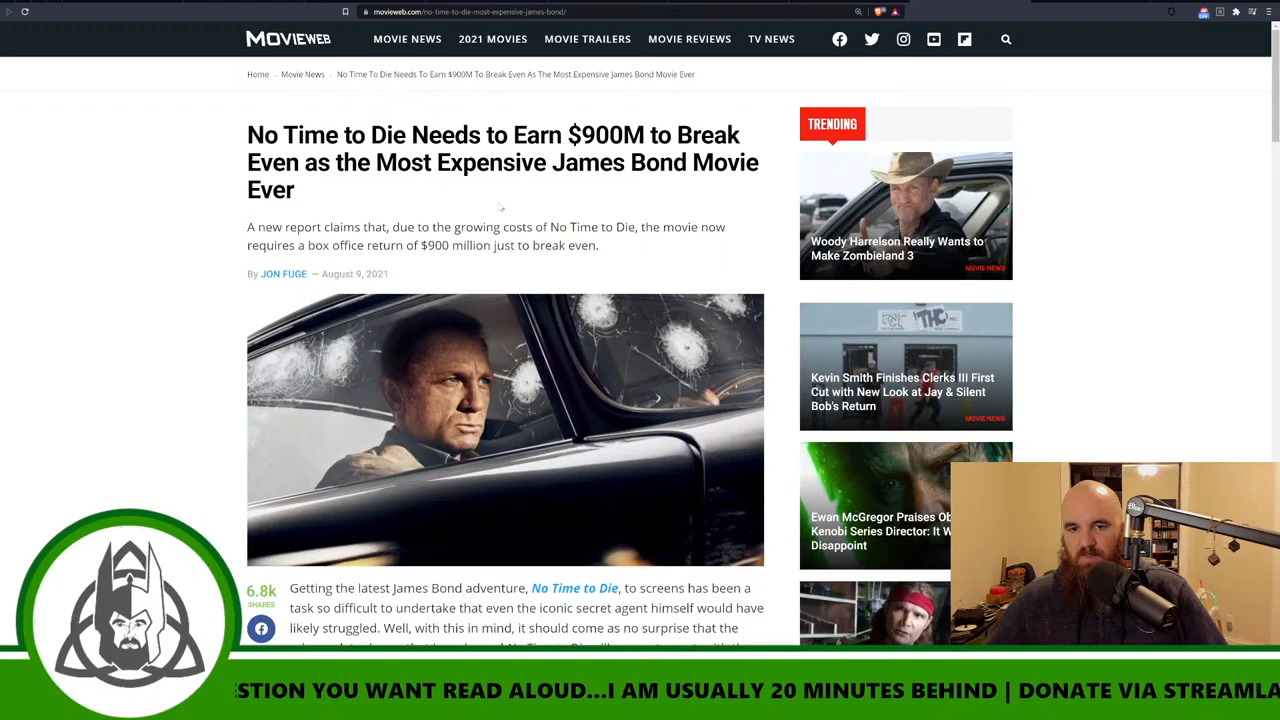 movieweb.com/no-time-to-die-most-expensive-james-bond/
MOVIEWEB
MOVIE NEWS
2021 MOVIES
MOVIE TRAILERS
MOVIE REVIEWS
TV NEWS
Home
Movie News
No Time To Die Needs To Earn $900M To Break Even As The Most Expensive James Bond Movie Ever
No Time to Die Needs to Earn $900M to Break
Even as the Most Expensive James Bond Movie
Ever
A new report claims that, due to the growing costs of No Time to Die, the movie now
requires a box office return of $900 million just to break even.
By JON FUGE — August 9, 2021
6.8k
SHARES
Getting the latest James Bond adventure, No Time to Die, to screens has been a
task so difficult to undertake that even the iconic secret agent himself would have
likely struggled. Well, with this in mind, it should come as no surprise that the
TRENDING
Woody Harrelson Really Wants to
Make Zombieland 3
MOVIE NEWS
THC
Kevin Smith Finishes Clerks III First
Cut with New Look at Jay & Silent
Bob's Return
MOVIE NEWS
Ewan McGregor Praises Ob
Kenobi Series Director: It W
Disappoint
ESTION YOU WANT READ ALOUD...I AM USUALLY 20 MINUTES BEHIND | DONATE VIA STREAMLA